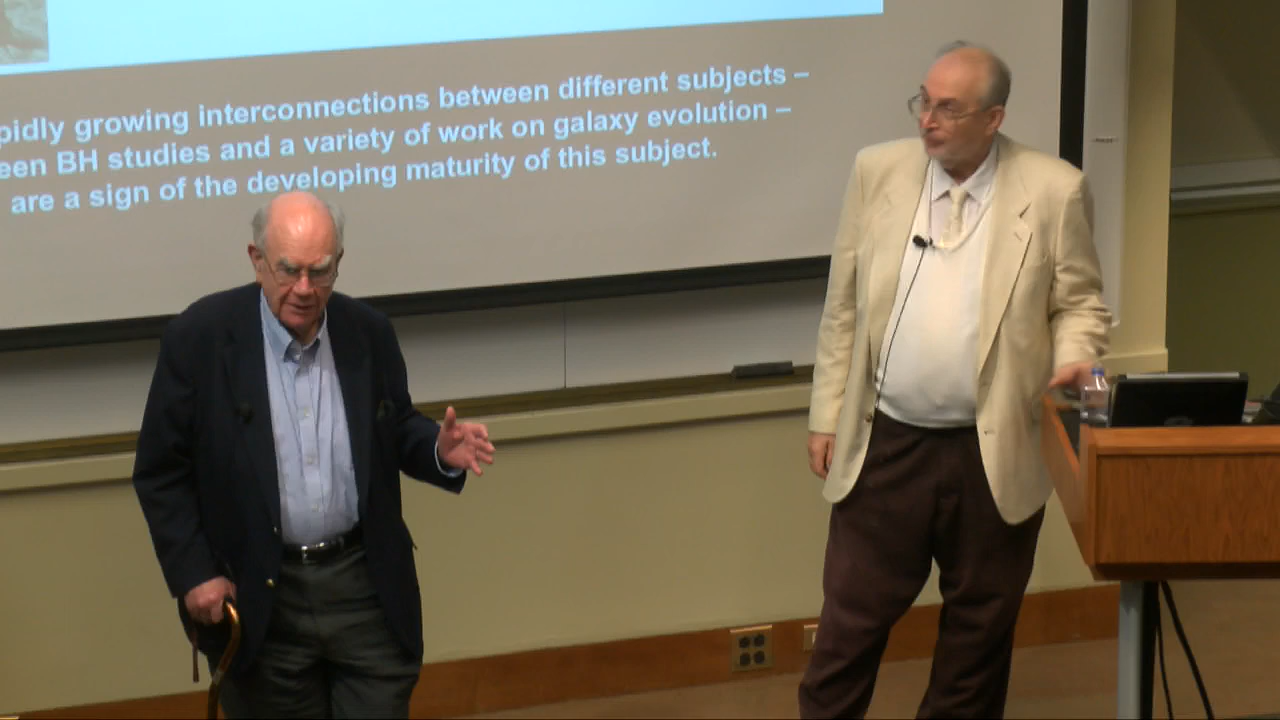 pidly growing interconnections between different subjects –
een BH studies and a variety of work on galaxy evolution –
are a sign of the developing maturity of this subject.